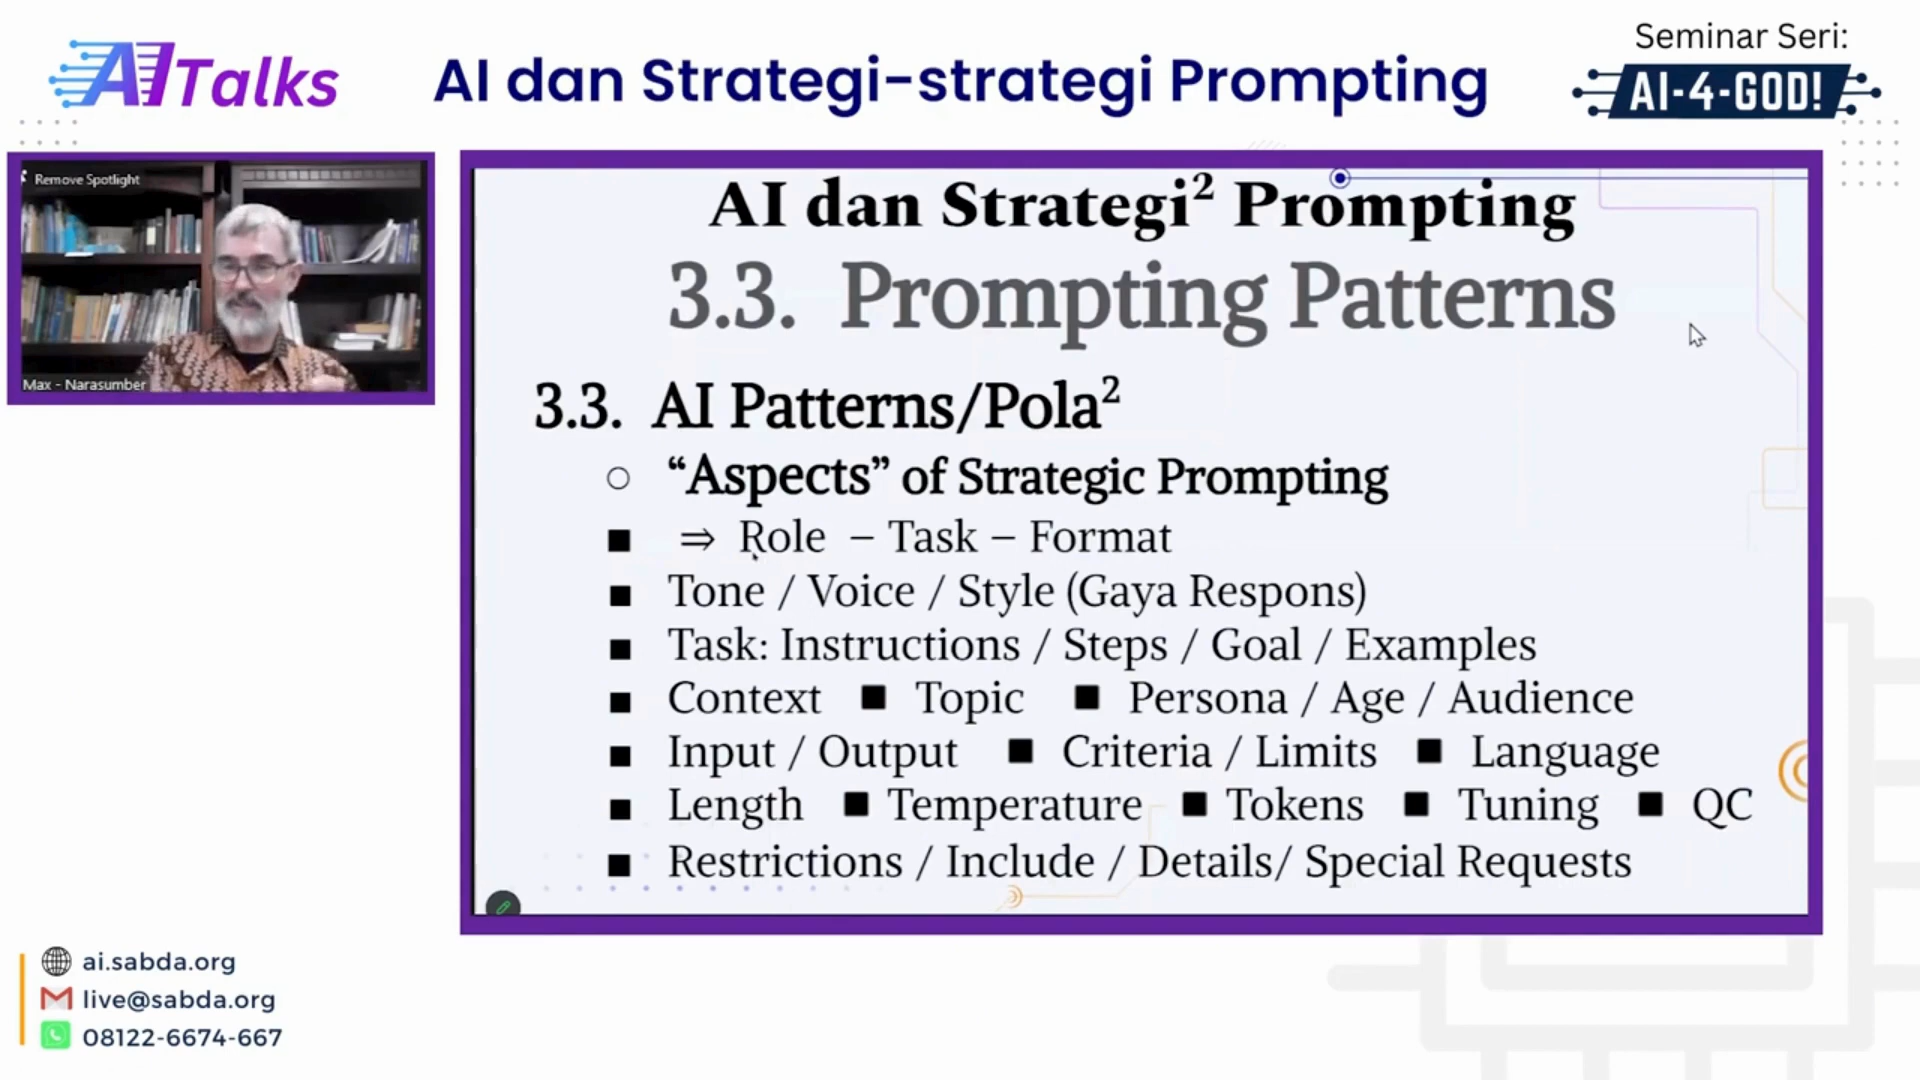 AI Talks
AI dan Strategi-strategi Prompting
Seminar Seri:
AI-4-GOD!
Remove Spotlight
Max - Narasumber
AI dan Strategi² Prompting
3.3. Prompting Patterns
3.3. AI Patterns/Pola²
○ “Aspects” of Strategic Prompting
■ ⇒ Role – Task – Format
■ Tone / Voice / Style (Gaya Respons)
■ Task: Instructions / Steps / Goal / Examples
■ Context ■ Topic ■ Persona / Age / Audience
■ Input / Output ■ Criteria / Limits ■ Language
■ Length ■ Temperature ■ Tokens ■ Tuning ■ QC
■ Restrictions / Include / Details/ Special Requests
ai.sabda.org
live@sabda.org
08122-6674-667